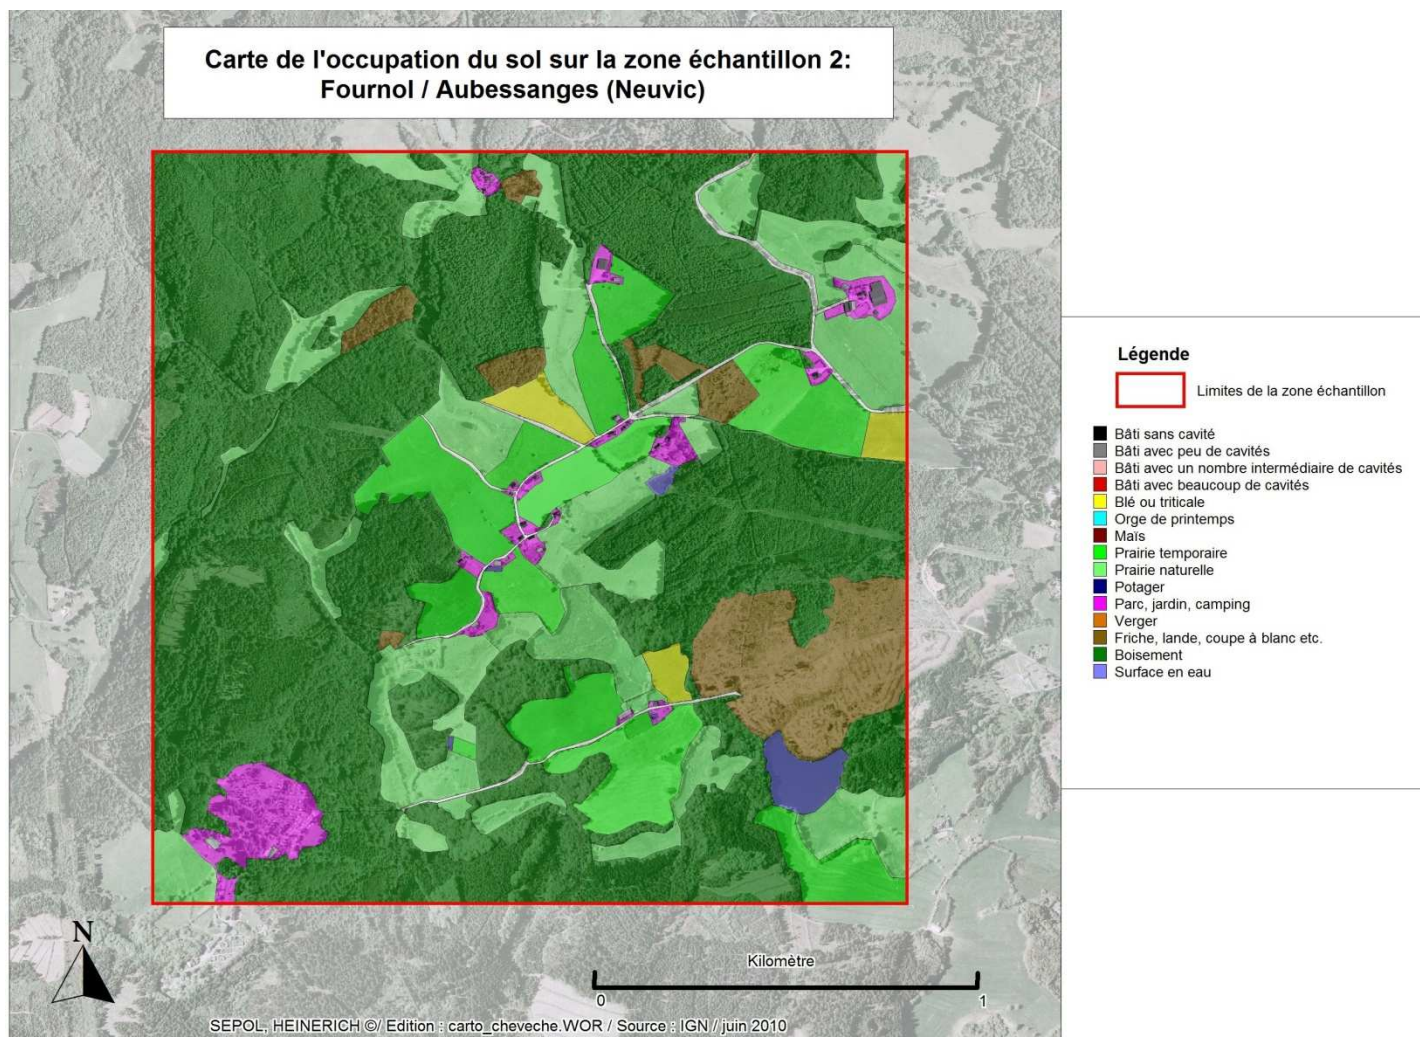 Carte de l'occupation du sol sur la zone échantillon 2:
Fournol / Aubessanges (Neuvic)
Légende
Limites de la zone échantillon
Bâti sans cavité
Bâti avec peu de cavités
Bâti avec un nombre intermédiaire de cavités
Bâti avec beaucoup de cavités
Blé ou triticale
Orge de printemps
Maïs
Prairie temporaire
Prairie naturelle
Potager
Parc, jardin, camping
Verger
Friche, lande, coupe à blanc etc.
Boisement
Surface en eau
N
Kilomètre
0 1
SEPOL, HEINERICH ©/ Edition : carto_cheveche.WOR / Source : IGN / juin 2010